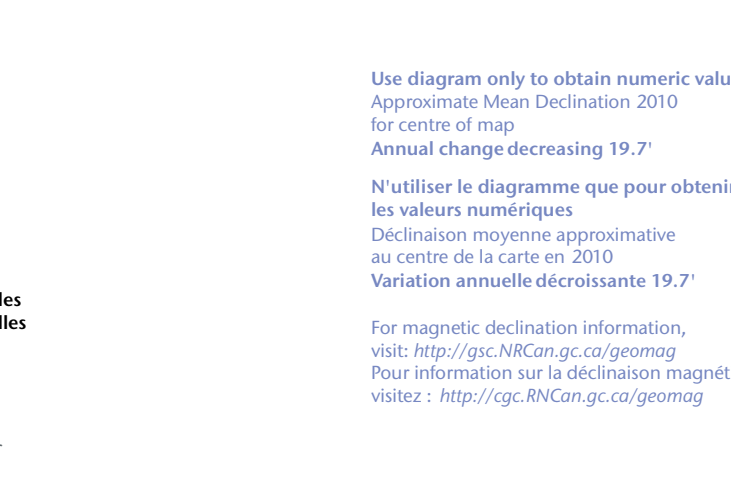 Use diagram only to obtain numeric valu
Approximate Mean Declination 2010
for centre of map
Annual change decreasing 19.7'
N'utiliser le diagramme que pour obtenir
les valeurs numériques
Déclinaison moyenne approximative
au centre de la carte en 2010
Variation annuelle décroissante 19.7'
les
lles
For magnetic declination information,
visit: http://gsc.NRCan.gc.ca/geomag
Pour information sur la déclinaison magnét
visitez : http://cgc.RNCan.gc.ca/geomag